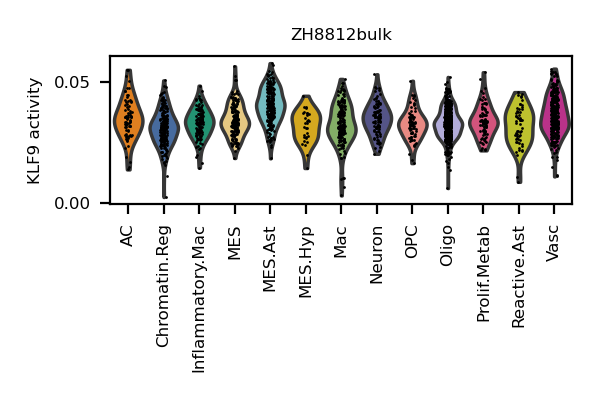 ZH8812bulk
KLF9 activity
0.05
0.00
AC
Chromatin.Reg
Inflammatory.Mac
MES
MES.Ast
MES.Hyp
Mac
Neuron
OPC
Oligo
Prolif.Metab
Reactive.Ast
Vasc